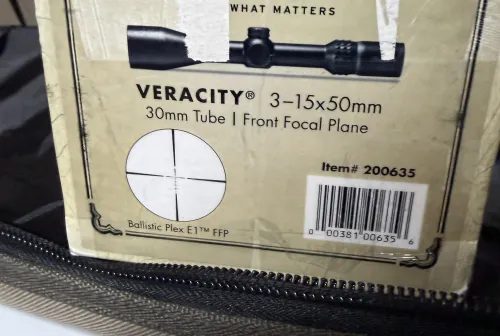 WHAT MATTERS
VERACITY® 3–15x50mm
30mm Tube | Front Focal Plane
Item# 200635
Ballistic Plex E1™ FFP
0 00381 00635 6